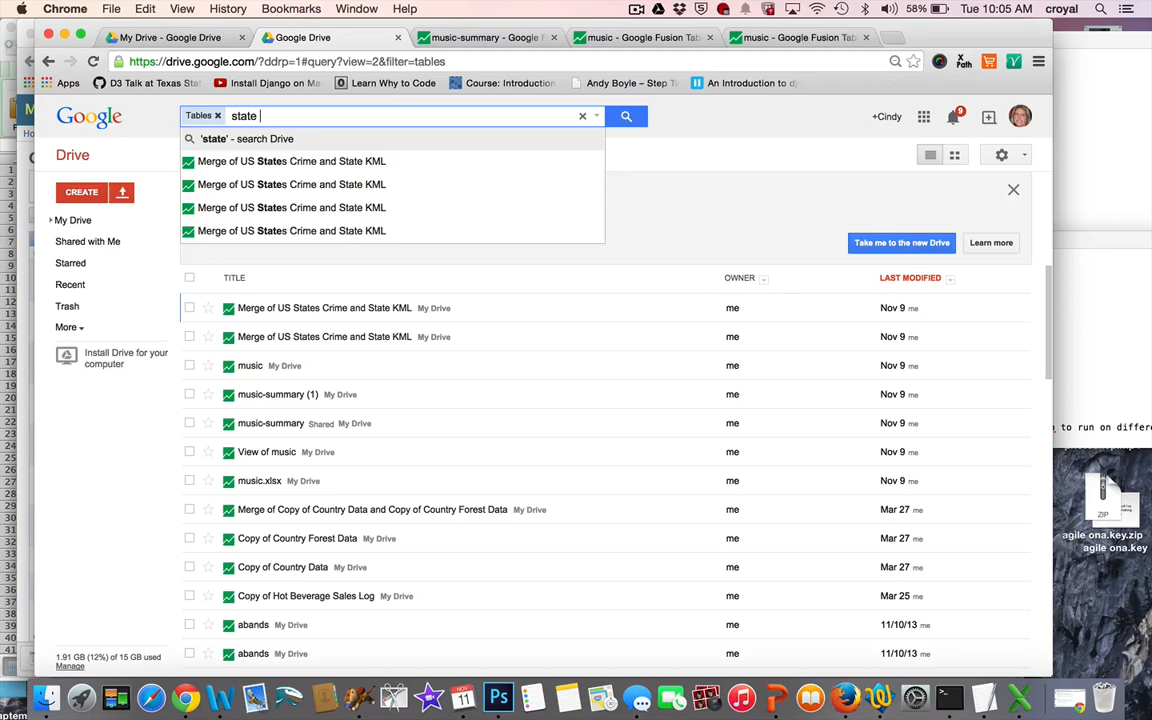 Chrome File Edit View History Bookmarks Window Help 58% Tue 10:05 AM croyal
My Drive - Google Drive × Google Drive × music-summary - Google F × music - Google Fusion Tab × music - Google Fusion Tab ×
https://drive.google.com/?ddrp=1#query?view=2&filter=tables
Apps D3 Talk at Texas Stat Install Django on Ma Learn Why to Code Course: Introduction Andy Boyle – Step Tw An Introduction to dj
Google Tables × state +Cindy 9
'state' - search Drive
Merge of US States Crime and State KML
Merge of US States Crime and State KML
Merge of US States Crime and State KML
Merge of US States Crime and State KML
Drive
CREATE
My Drive
Shared with Me
Starred
Recent
Trash
More
Install Drive for your
computer
1.91 GB (12%) of 15 GB used
Manage
Take me to the new Drive Learn more
TITLE OWNER LAST MODIFIED
Merge of US States Crime and State KML My Drive me Nov 9 me
Merge of US States Crime and State KML My Drive me Nov 9 me
music My Drive me Nov 9 me
music-summary (1) My Drive me Nov 9 me
music-summary Shared My Drive me Nov 9 me
View of music My Drive me Nov 9 me
music.xlsx My Drive me Nov 9 me
Merge of Copy of Country Data and Copy of Country Forest Data My Drive me Mar 27 me
Copy of Country Forest Data My Drive me Mar 27 me
Copy of Country Data My Drive me Mar 27 me
Copy of Hot Beverage Sales Log My Drive me Mar 25 me
abands My Drive me 11/10/13 me
abands My Drive me 11/10/13 me
to run on differe
ZIP
agile ona.key.zip
agile ona.key